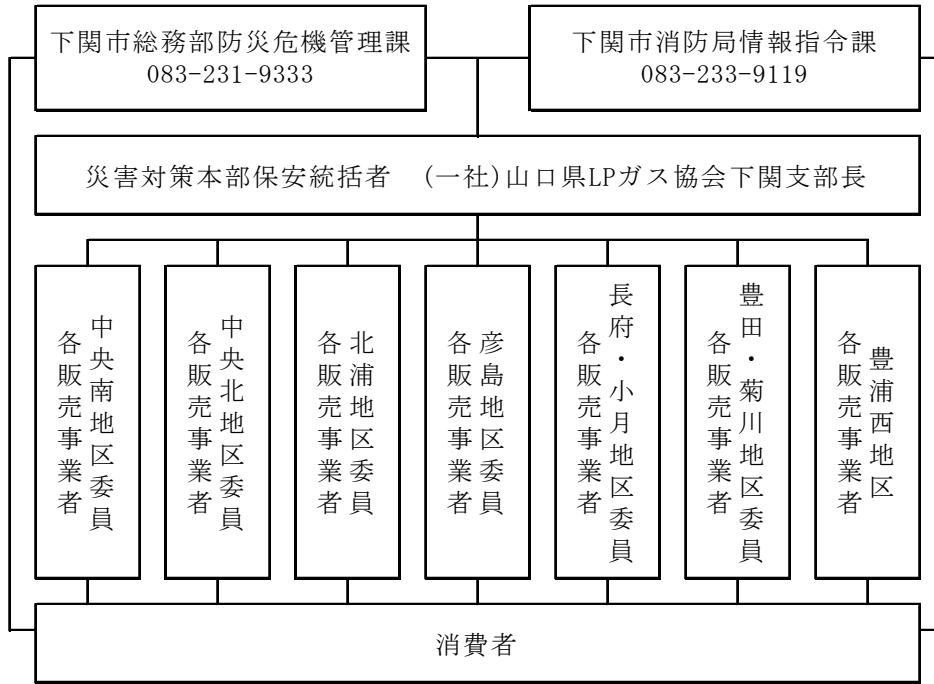 下関市総務部防災危機管理課
083-231-9333
下関市消防局情報指令課
083-233-9119
災害対策本部保安統括者　(一社)山口県LPガス協会下関支部長
中央南地区委員
各販売事業者
中央北地区委員
各販売事業者
北浦地区委員
各販売事業者
彦島地区委員
各販売事業者
長府・小月地区委員
各販売事業者
豊田・菊川地区委員
各販売事業者
豊浦西地区
各販売事業者
消費者